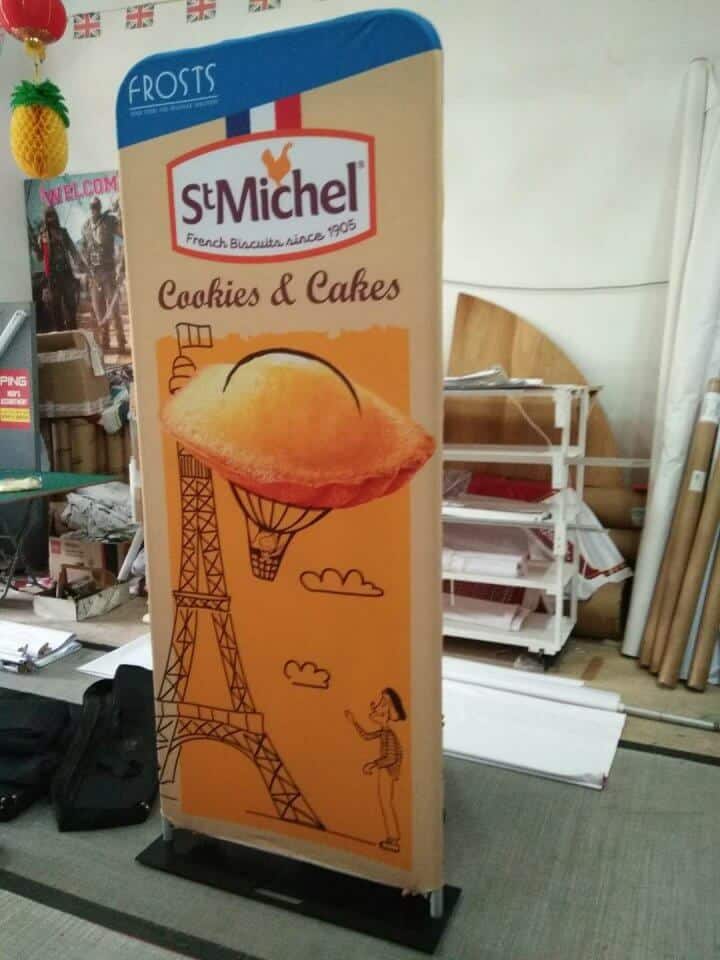 FROSTS
StMichel®
French Biscuits since 1905
Cookies & Cakes
WELCOM
PING